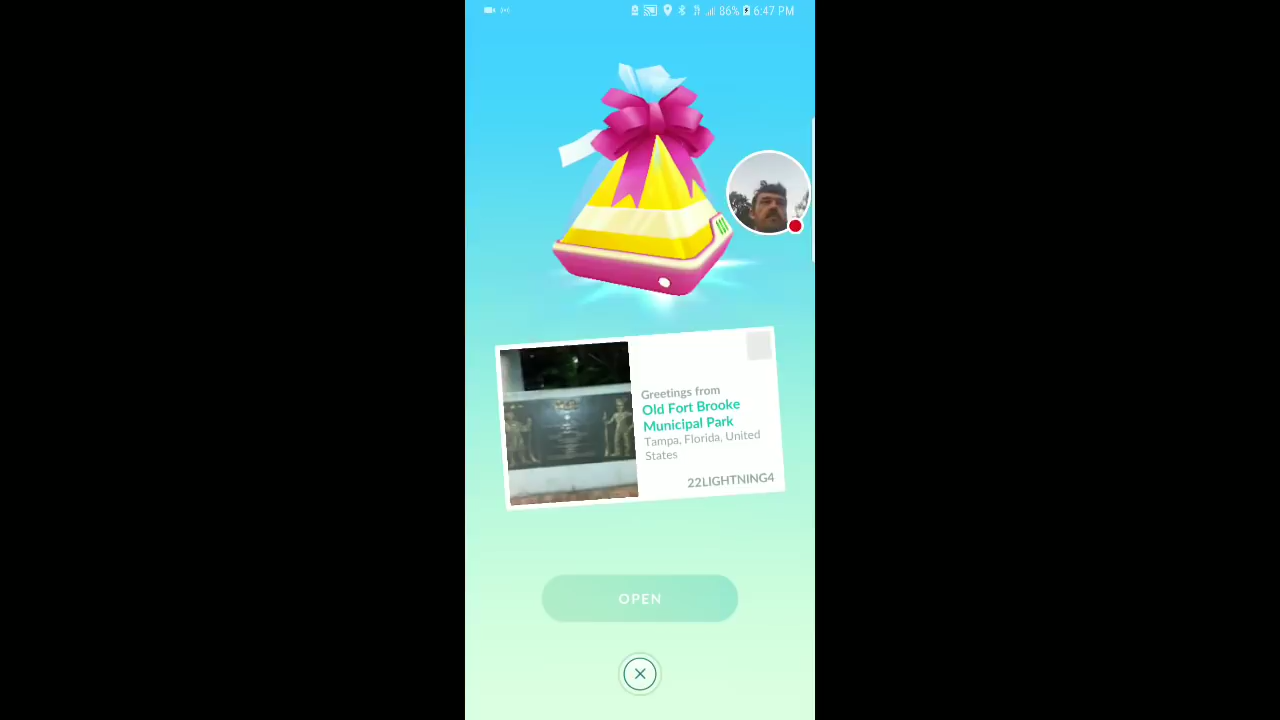 86% 6:47 PM
Greetings from
Old Fort Brooke
Municipal Park
Tampa, Florida, United
States
22LIGHTNING4
OPEN